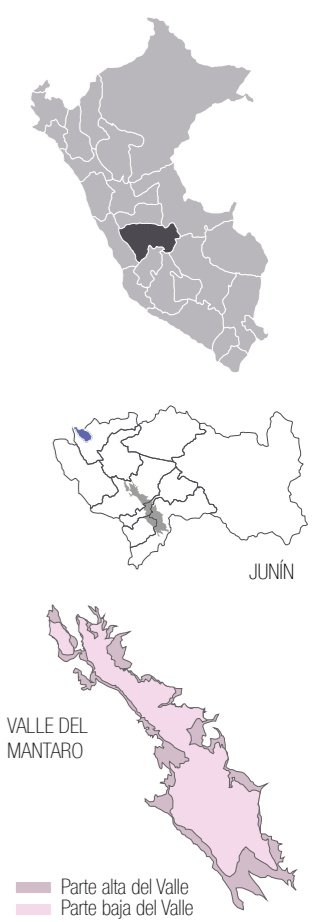 JUNÍN
VALLE DEL
MANTARO
Parte alta del Valle
Parte baja del Valle